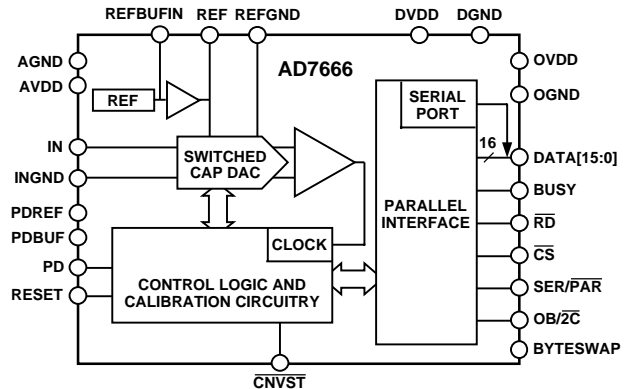 REFBUFIN REF REFGND DVDD DGND
AGND
AVDD
AD7666
OVDD
OGND
REF
SERIAL
PORT
16
IN
INGND
SWITCHED
CAP DAC
DATA[15:0]
BUSY
PDREF
PDBUF
PARALLEL
INTERFACE
RD
CS
CLOCK
PD
RESET
CONTROL LOGIC AND
CALIBRATION CIRCUITRY
SER/PAR
OB/2C
BYTESWAP
CNVST